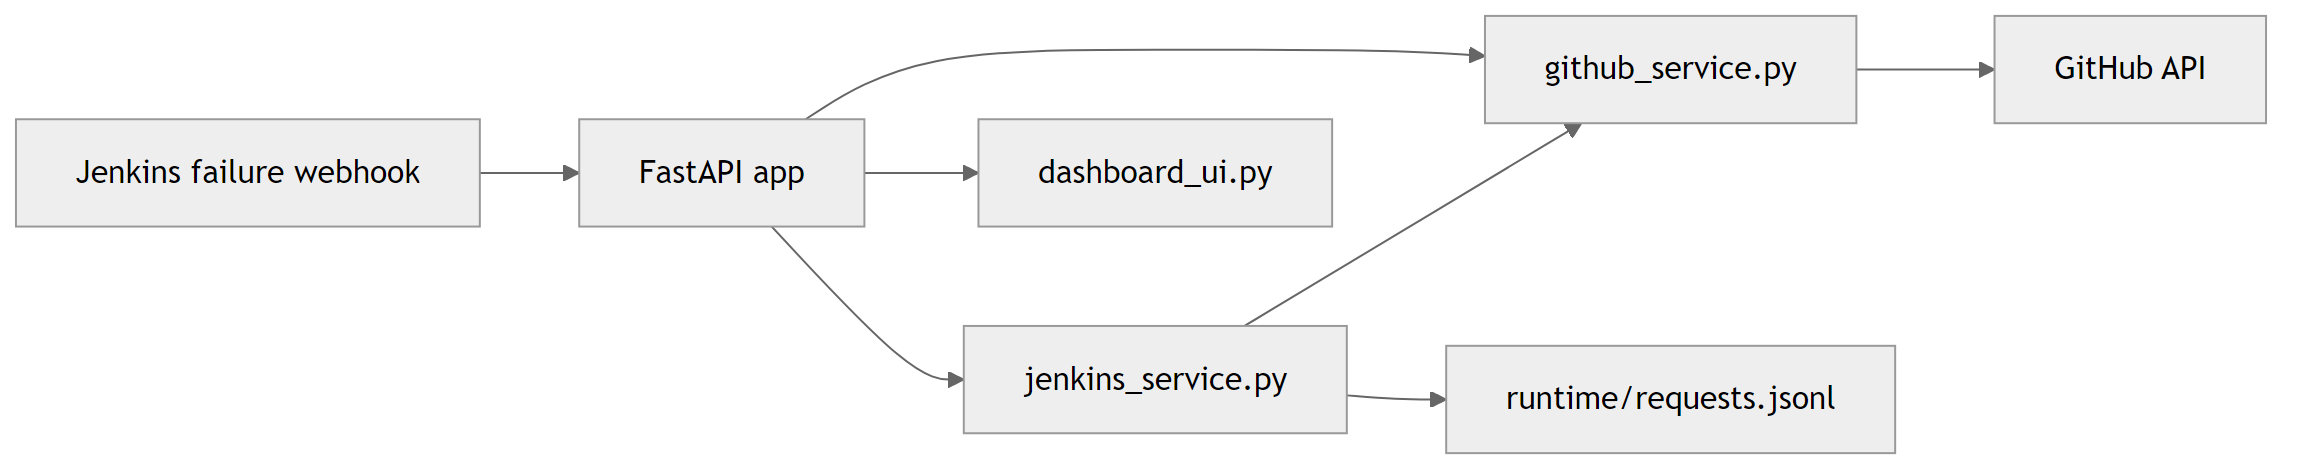 Jenkins failure webhook
FastAPI app
dashboard_ui.py
github_service.py
GitHub API
jenkins_service.py
runtime/requests.jsonl